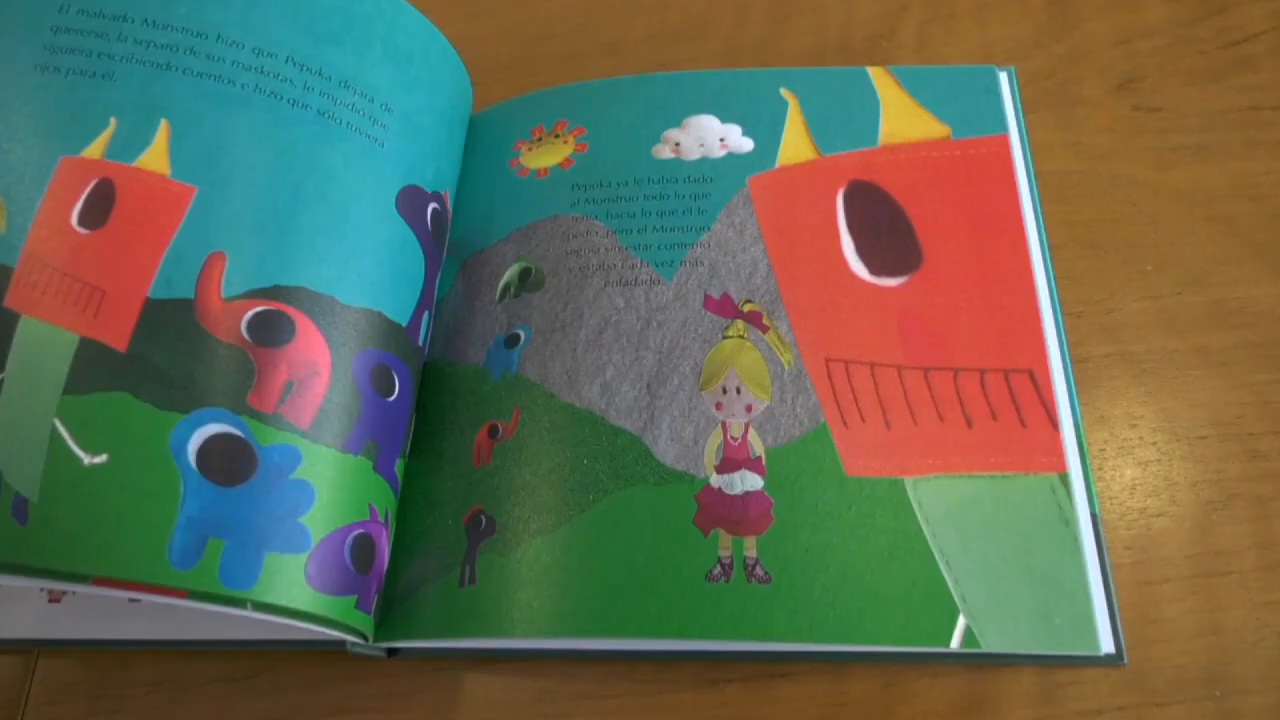 El malvado Monstruo hizo que Pepuka dejara de
quererse, la separó de sus maskotas, le impidió que
siguiera escribiendo cuentos e hizo que sólo tuviera
ojos para él.
Pepuka ya le había dado
al Monstruo todo lo que
tenía, hacía lo que él le
pedía, pero el Monstruo
seguía sin estar contento
y estaba cada vez más
enfadado.